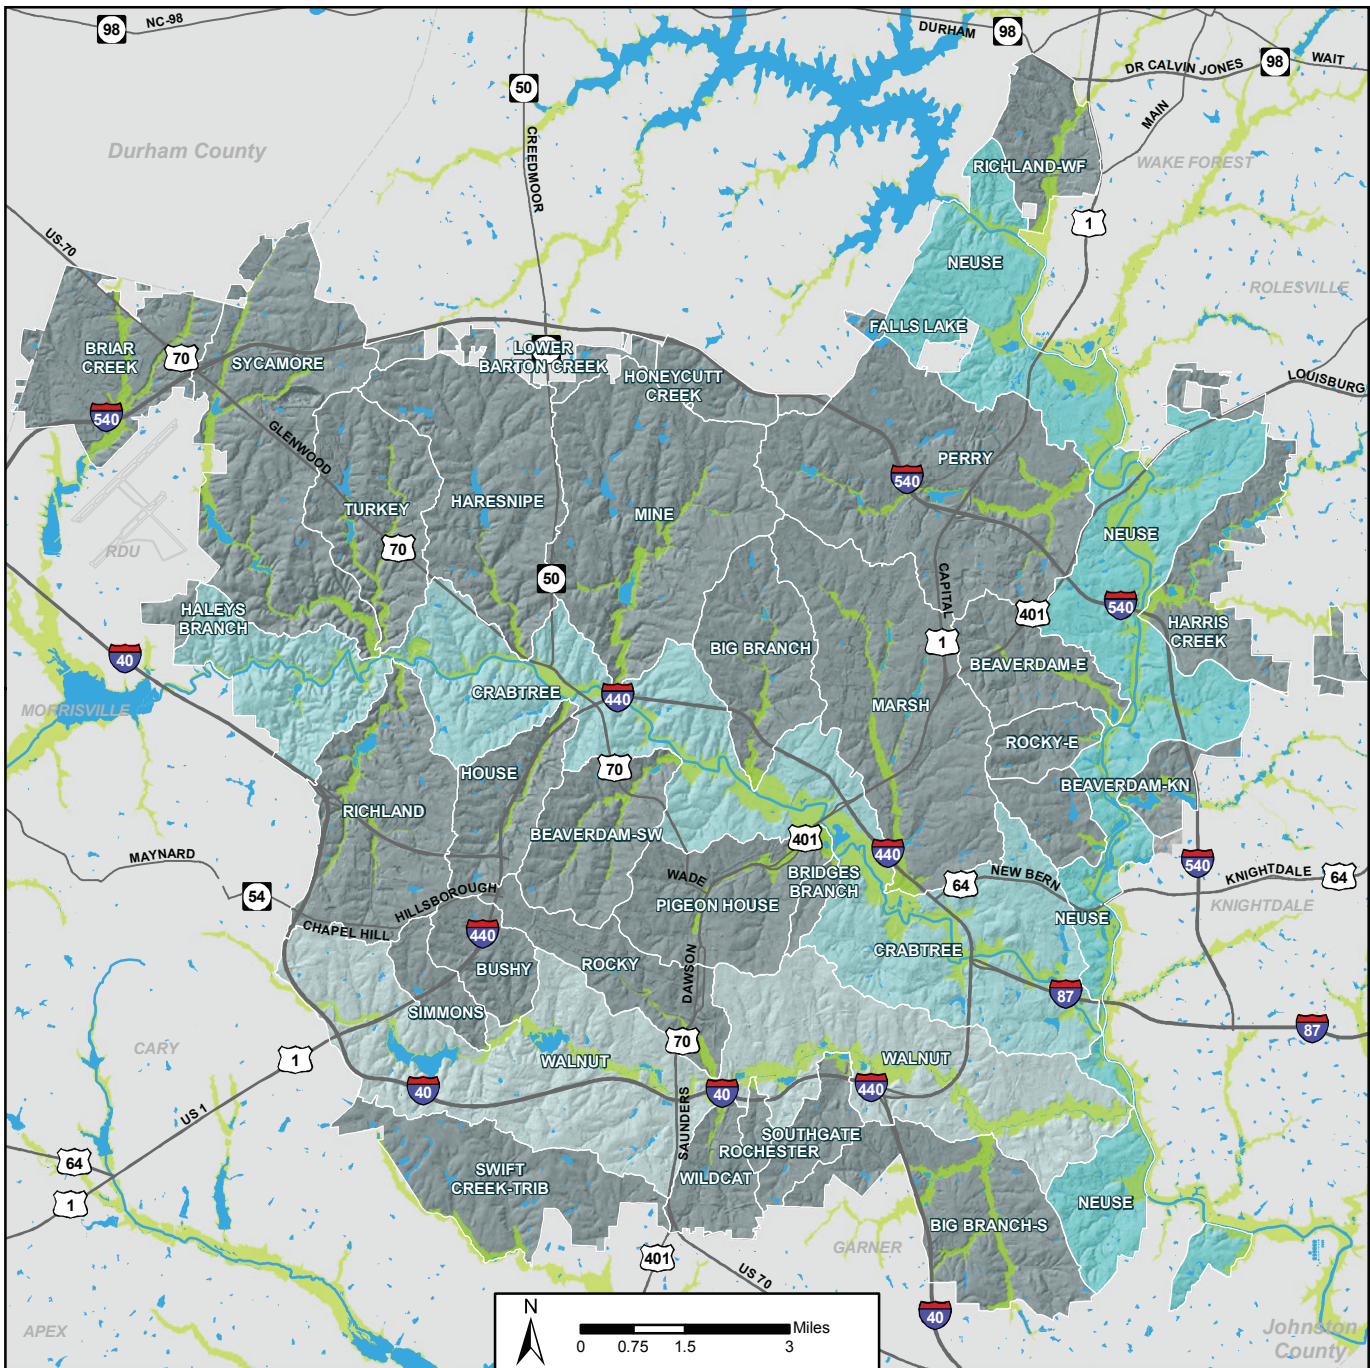 98
NC-98
DURHAM
98
DR CALVIN JONES
98
WAIT
MAIN
50
CREEDMOOR
Durham County
WAKE FOREST
RICHLAND-WF
1
US-70
NEUSE
ROLESVILLE
FALLS LAKE
BRIAR
CREEK
70
SYCAMORE
LOWER
BARTON CREEK
HONEYCUTT
CREEK
LOUISBURG
540
GLENWOOD
PERRY
540
TURKEY
HARESNIPE
MINE
NEUSE
RDU
70
50
CAPITAL
540
401
HALEYS
BRANCH
HARRIS
CREEK
40
BIG BRANCH
1
BEAVERDAM-E
CRABTREE
440
MARSH
MORRISVILLE
ROCKY-E
HOUSE
70
BEAVERDAM-KN
RICHLAND
BEAVERDAM-SW
401
440
MAYNARD
540
BRIDGES
BRANCH
WADE
NEW BERN
64
KNIGHTDALE
64
54
HILLSBOROUGH
PIGEON HOUSE
KNIGHTDALE
CHAPEL HILL
440
NEUSE
CRABTREE
BUSHY
ROCKY
DAWSON
87
87
SIMMONS
CARY
1
WALNUT
70
WALNUT
40
40
440
US 1
SAUNDERS
SOUTHGATE
ROCHESTER
64
SWIFT
CREEK-TRIB
WILDCAT
1
NEUSE
BIG BRANCH-S
401
GARNER
US 70
N
40
APEX
Miles
0 0.75 1.5 3
Johnston
County